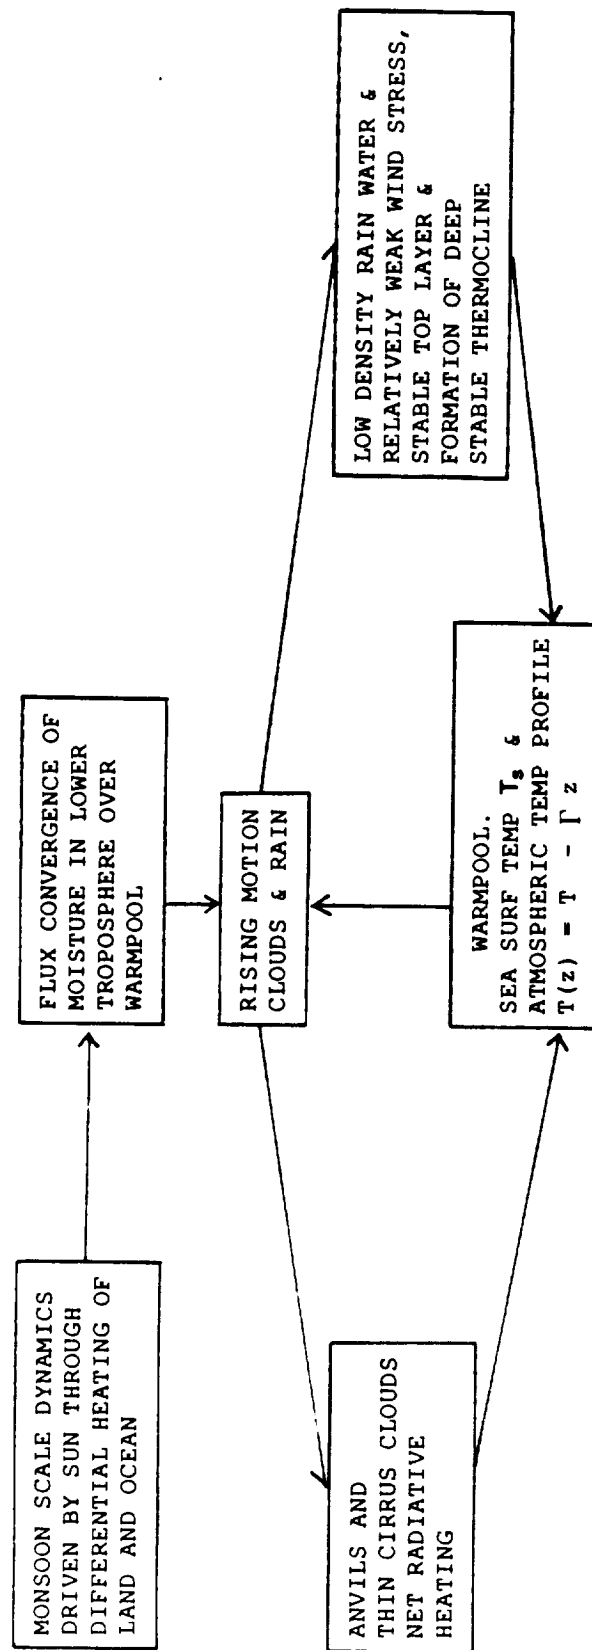 MONSOON SCALE DYNAMICS
DRIVEN BY SUN THROUGH
DIFFERENTIAL HEATING OF
LAND AND OCEAN
FLUX CONVERGENCE OF
MOISTURE IN LOWER
TROPOSPHERE OVER
WARMPOOL
RISING MOTION
CLOUDS & RAIN
ANVILS AND
THIN CIRRUS CLOUDS
NET RADIATIVE
HEATING
LOW DENSITY RAIN WATER &
RELATIVELY WEAK WIND STRESS,
STABLE TOP LAYER &
FORMATION OF DEEP
STABLE THERMOCLINE
WARMPOOL.
SEA SURF TEMP Ts &
ATMOSPHERIC TEMP PROFILE
T(z) = T - Γ z